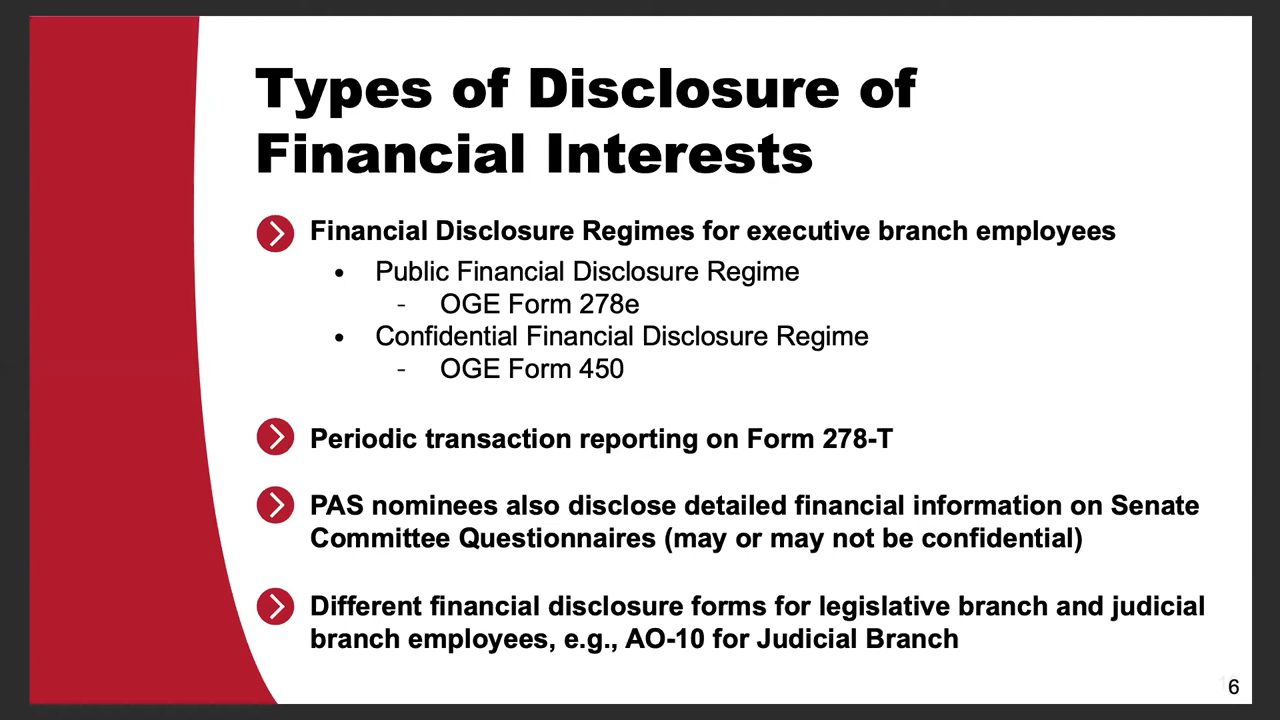 Types of Disclosure of
Financial Interests
Financial Disclosure Regimes for executive branch employees
• Public Financial Disclosure Regime
- OGE Form 278e
• Confidential Financial Disclosure Regime
- OGE Form 450
Periodic transaction reporting on Form 278-T
PAS nominees also disclose detailed financial information on Senate
Committee Questionnaires (may or may not be confidential)
Different financial disclosure forms for legislative branch and judicial
branch employees, e.g., AO-10 for Judicial Branch
6